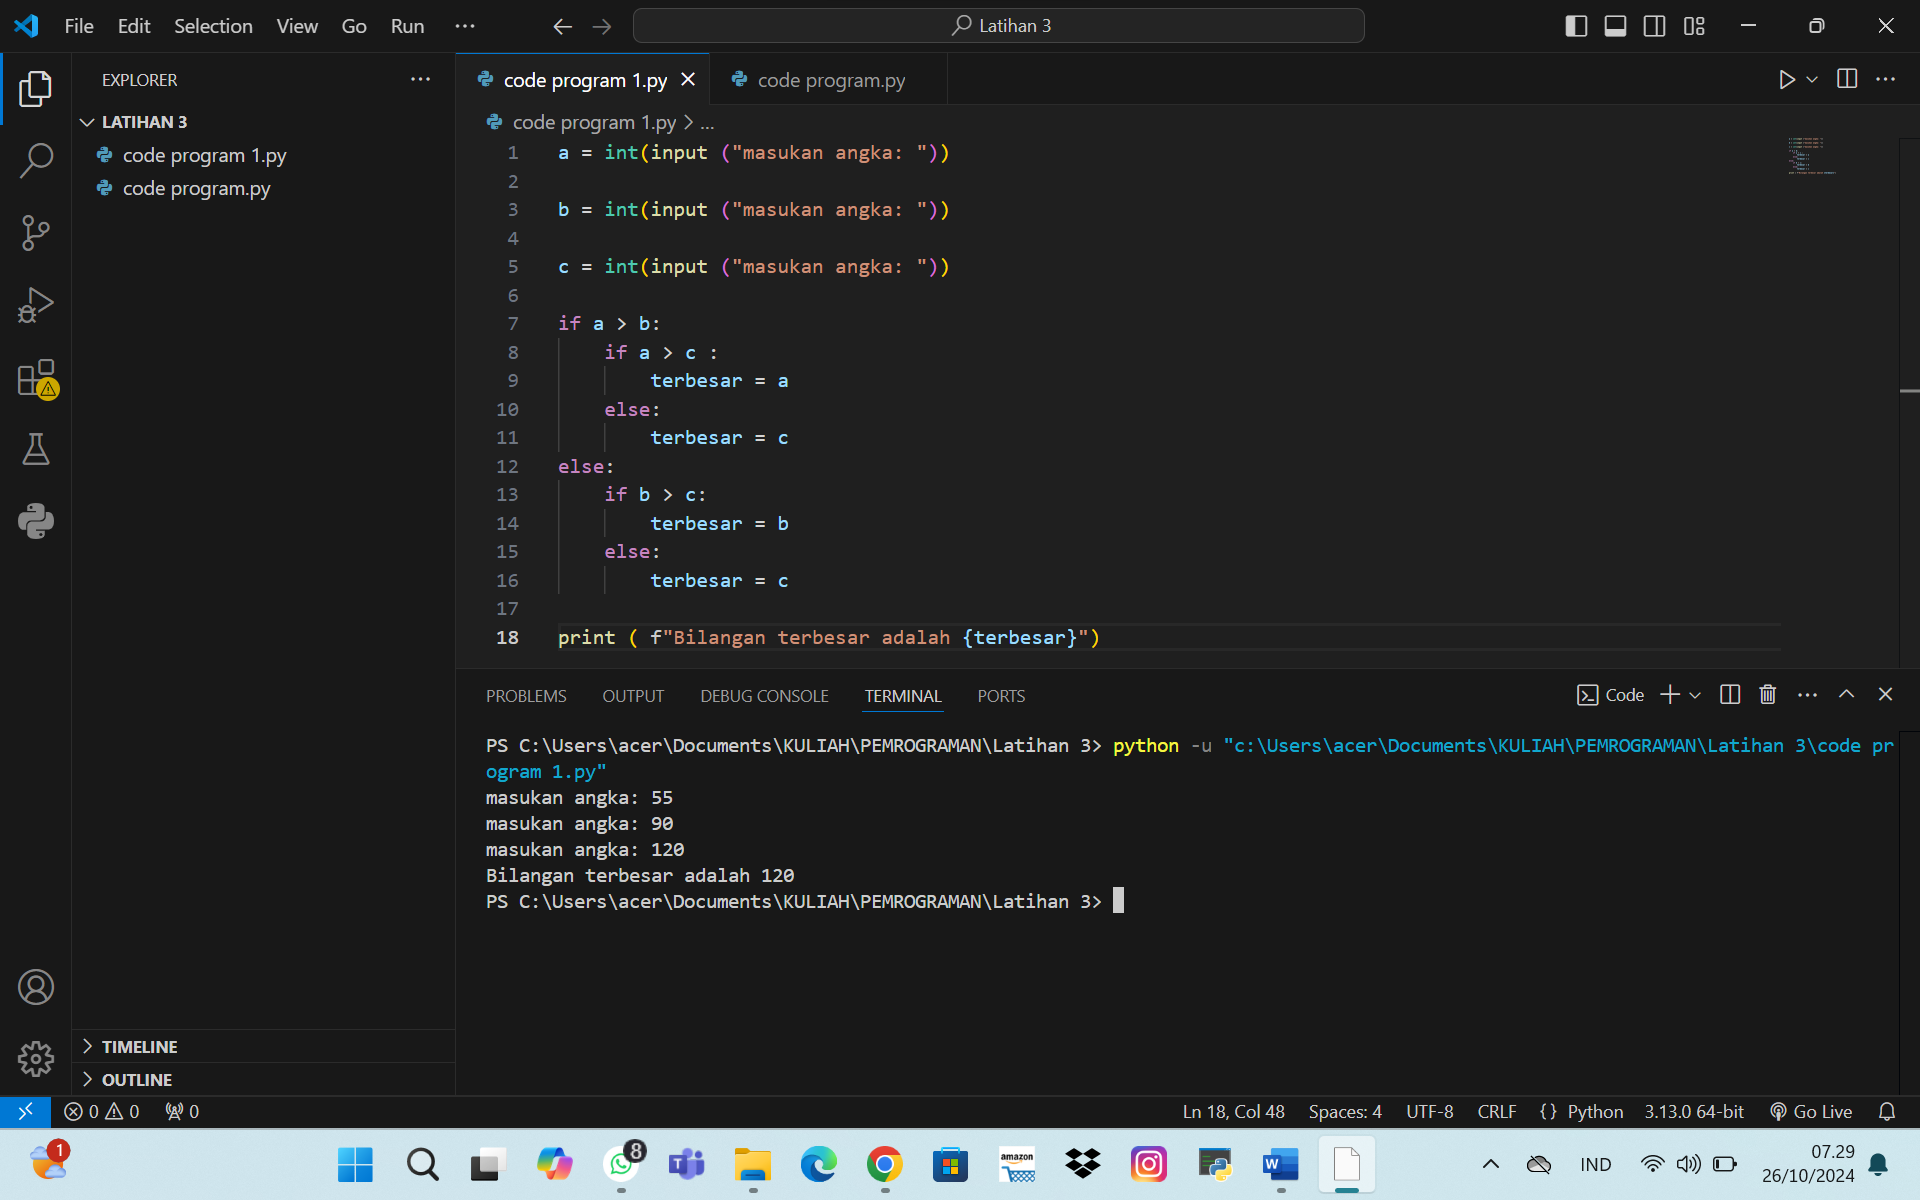 File Edit Selection View Go Run ... Latihan 3
EXPLORER ...
LATIHAN 3
code program 1.py
code program.py
TIMELINE
OUTLINE
code program 1.py code program.py
code program 1.py > ...
1 a = int(input ("masukan angka: "))
2
3 b = int(input ("masukan angka: "))
4
5 c = int(input ("masukan angka: "))
6
7 if a > b:
8 if a > c :
9 terbesar = a
10 else:
11 terbesar = c
12 else:
13 if b > c:
14 terbesar = b
15 else:
16 terbesar = c
17
18 print ( f"Bilangan terbesar adalah {terbesar}")
PROBLEMS OUTPUT DEBUG CONSOLE TERMINAL PORTS Code
PS C:\Users\acer\Documents\KULIAH\PEMROGRAMAN\Latihan 3> python -u "c:\Users\acer\Documents\KULIAH\PEMROGRAMAN\Latihan 3\code pr
ogram 1.py"
masukan angka: 55
masukan angka: 90
masukan angka: 120
Bilangan terbesar adalah 120
PS C:\Users\acer\Documents\KULIAH\PEMROGRAMAN\Latihan 3>
0 0 0 Ln 18, Col 48 Spaces: 4 UTF-8 CRLF {} Python 3.13.0 64-bit Go Live
1 8 amazon W IND 07.29
26/10/2024